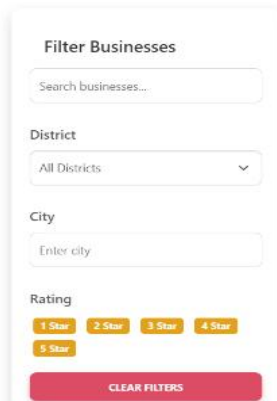 Filter Businesses
Search businesses...
District
All Districts
City
Enter city
Rating
1 Star 2 Star 3 Star 4 Star
5 Star
CLEAR FILTERS